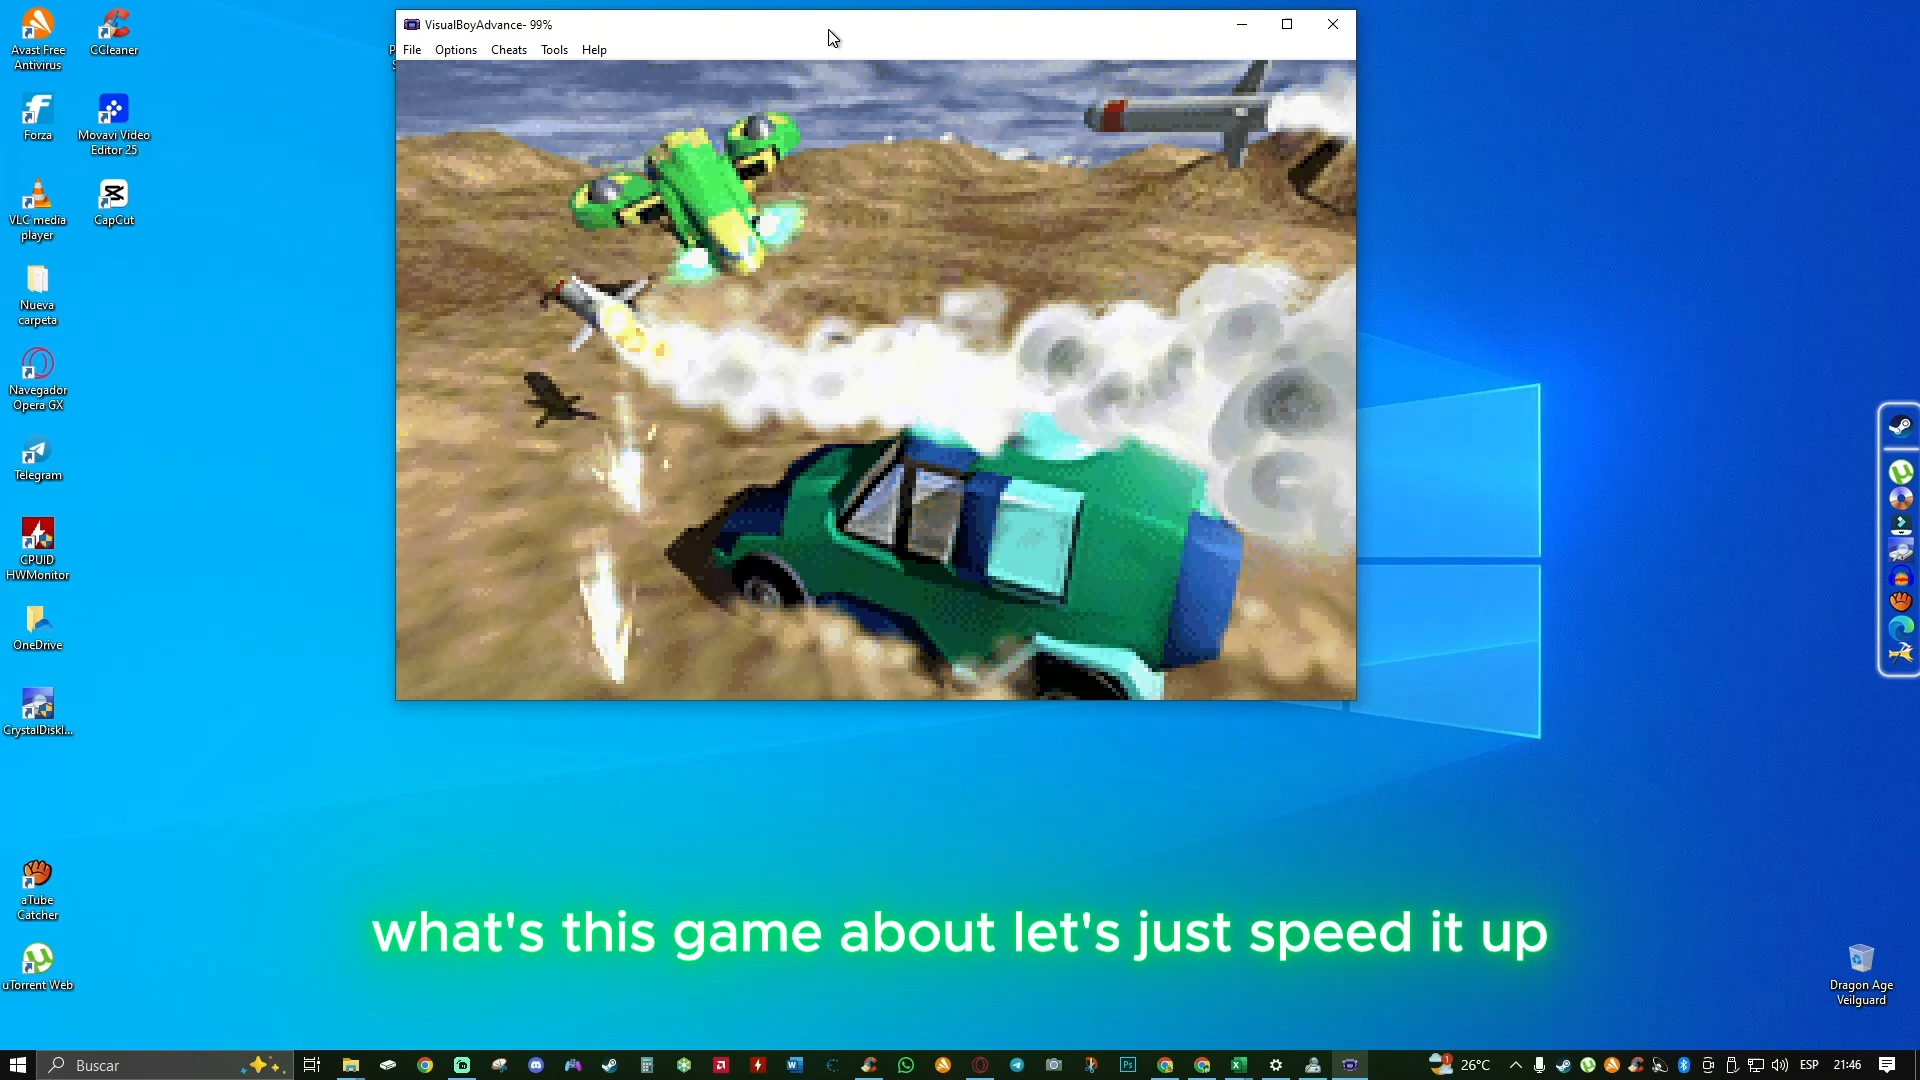 VisualBoyAdvance- 99%
File Options Cheats Tools Help
Avast Free
Antivirus
CCleaner
Forza
Movavi Video
Editor 25
VLC media
player
CapCut
Nueva
carpeta
Navegador
Opera GX
Telegram
CPUID
HWMonitor
OneDrive
CrystalDiskI...
aTube
Catcher
uTorrent Web
Dragon Age
Veilguard
what's this game about let's just speed it up
Buscar
26°C
ESP
21:46